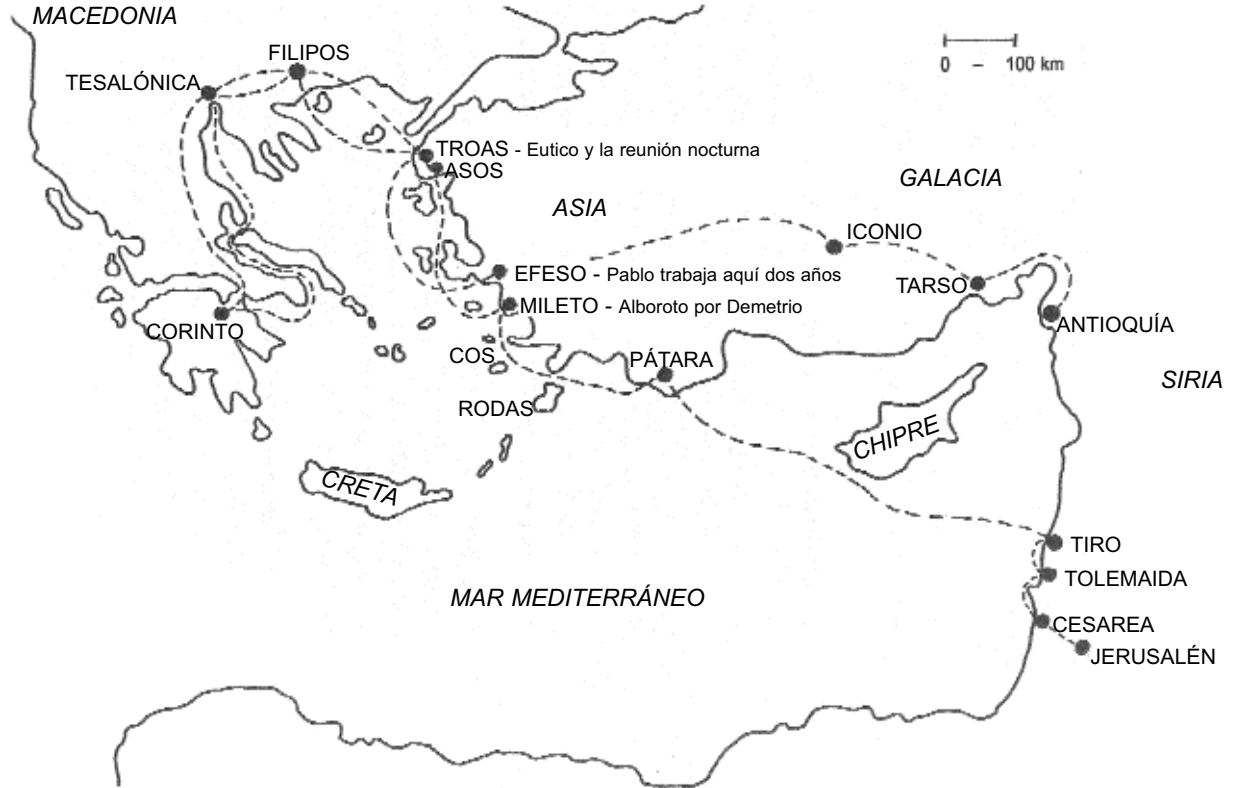 MACEDONIA
FILIPOS
TESALÓNICA
0 – 100 km
TROAS - Eutico y la reunión nocturna
ASOS
GALACIA
ASIA
ICONIO
EFESO - Pablo trabaja aquí dos años
TARSO
MILETO - Alboroto por Demetrio
ANTIOQUÍA
CORINTO
COS
PÁTARA
SIRIA
RODAS
CHIPRE
CRETA
TIRO
TOLEMAIDA
MAR MEDITERRÁNEO
CESAREA
JERUSALÉN